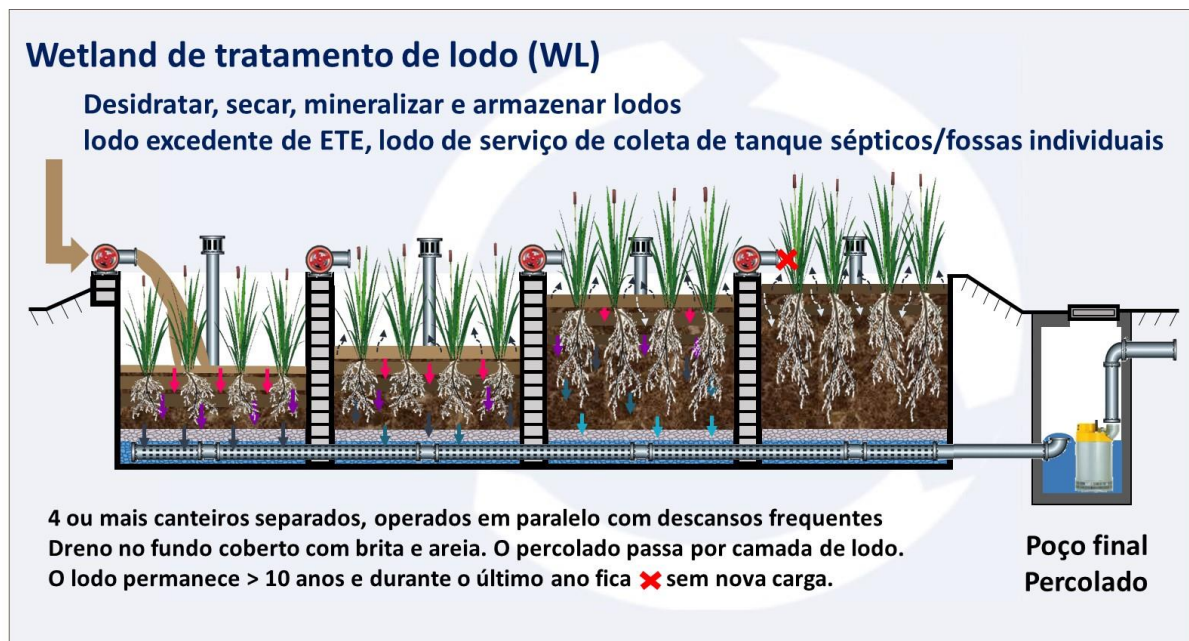 Wetland de tratamento de lodo (WL)
Desidratar, secar, mineralizar e armazenar lodos
lodo excedente de ETE, lodo de serviço de coleta de tanque sépticos/fossas individuais
4 ou mais canteiros separados, operados em paralelo com descansos frequentes
Dreno no fundo coberto com brita e areia. O percolado passa por camada de lodo.
O lodo permanece > 10 anos e durante o último ano fica ❌ sem nova carga.
Poço final
Percolado